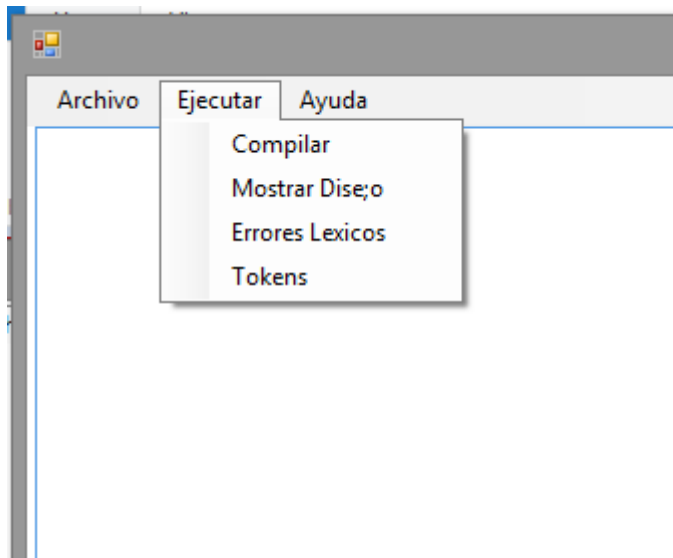 Archivo Ejecutar Ayuda
Compilar
Mostrar Dise;o
Errores Lexicos
Tokens